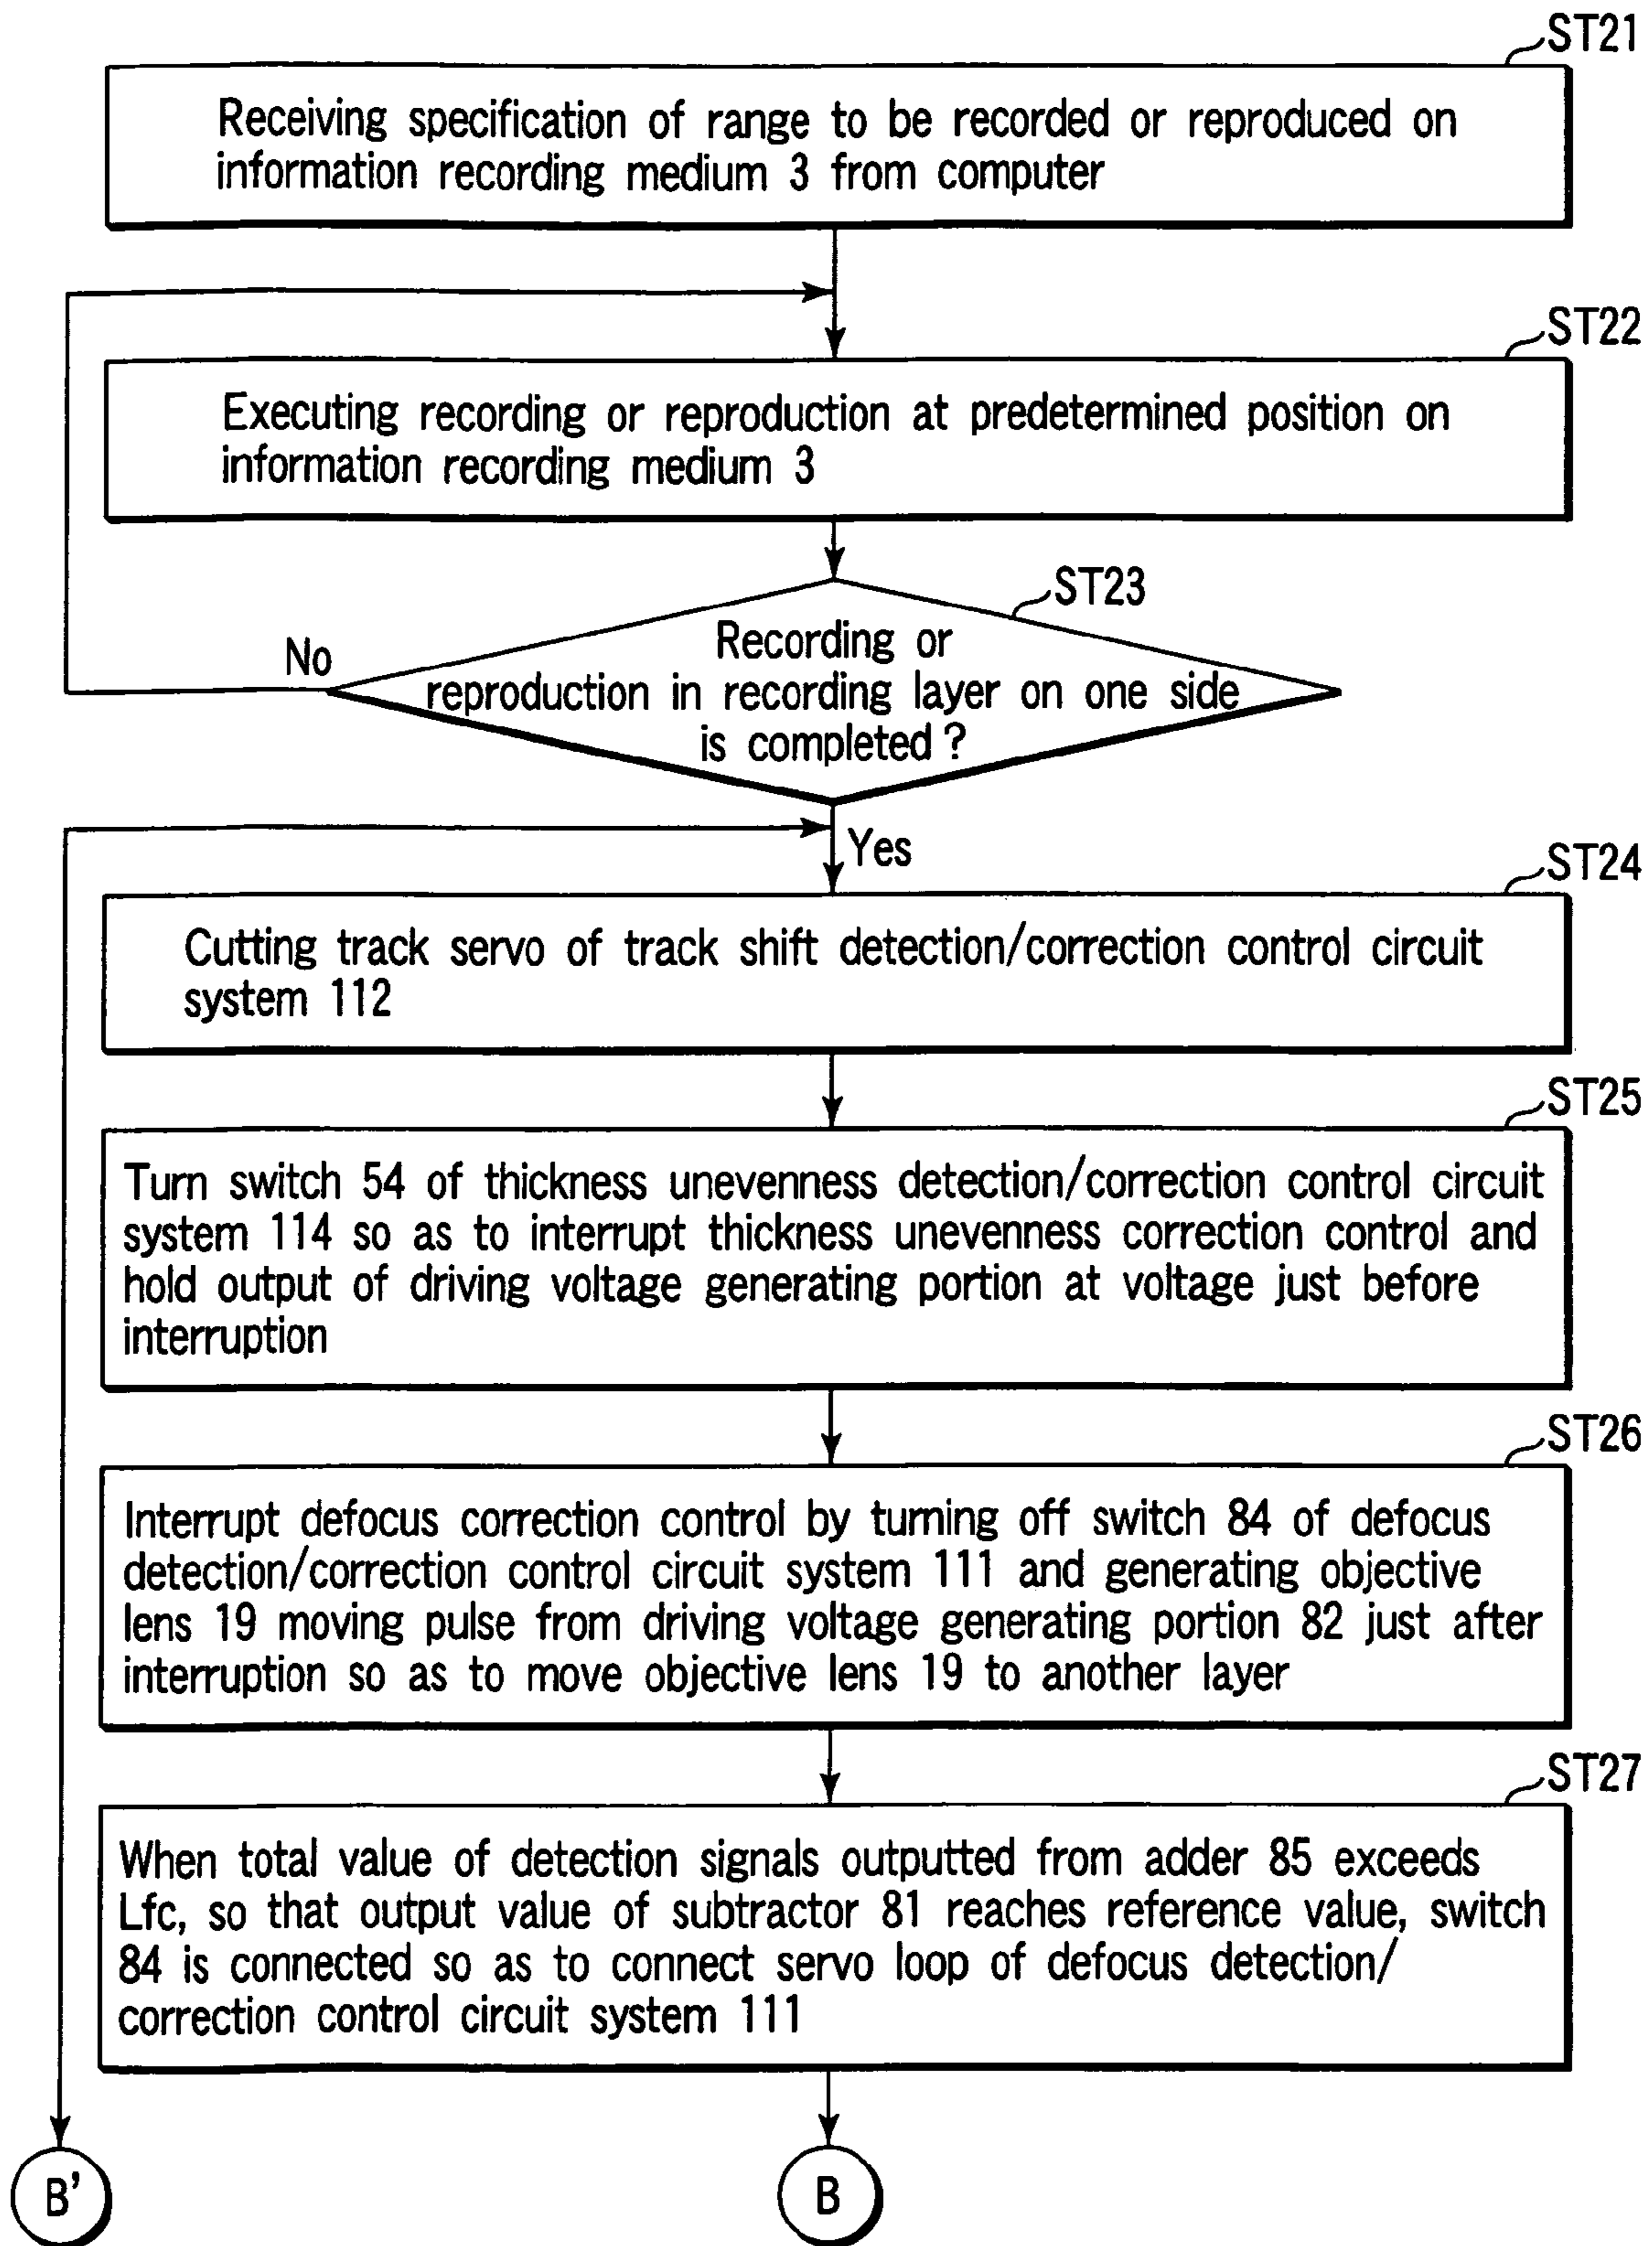 ST21
Receiving specification of range to be recorded or reproduced on
information recording medium 3 from computer
ST22
Executing recording or reproduction at predetermined position on
information recording medium 3
ST23
Recording or
reproduction in recording layer on one side
is completed ?
No
Yes
ST24
Cutting track servo of track shift detection/correction control circuit
system 112
ST25
Turn switch 54 of thickness unevenness detection/correction control circuit
system 114 so as to interrupt thickness unevenness correction control and
hold output of driving voltage generating portion at voltage just before
interruption
ST26
Interrupt defocus correction control by turning off switch 84 of defocus
detection/correction control circuit system 111 and generating objective
lens 19 moving pulse from driving voltage generating portion 82 just after
interruption so as to move objective lens 19 to another layer
ST27
When total value of detection signals outputted from adder 85 exceeds
Lfc, so that output value of subtractor 81 reaches reference value, switch
84 is connected so as to connect servo loop of defocus detection/
correction control circuit system 111
B'
B